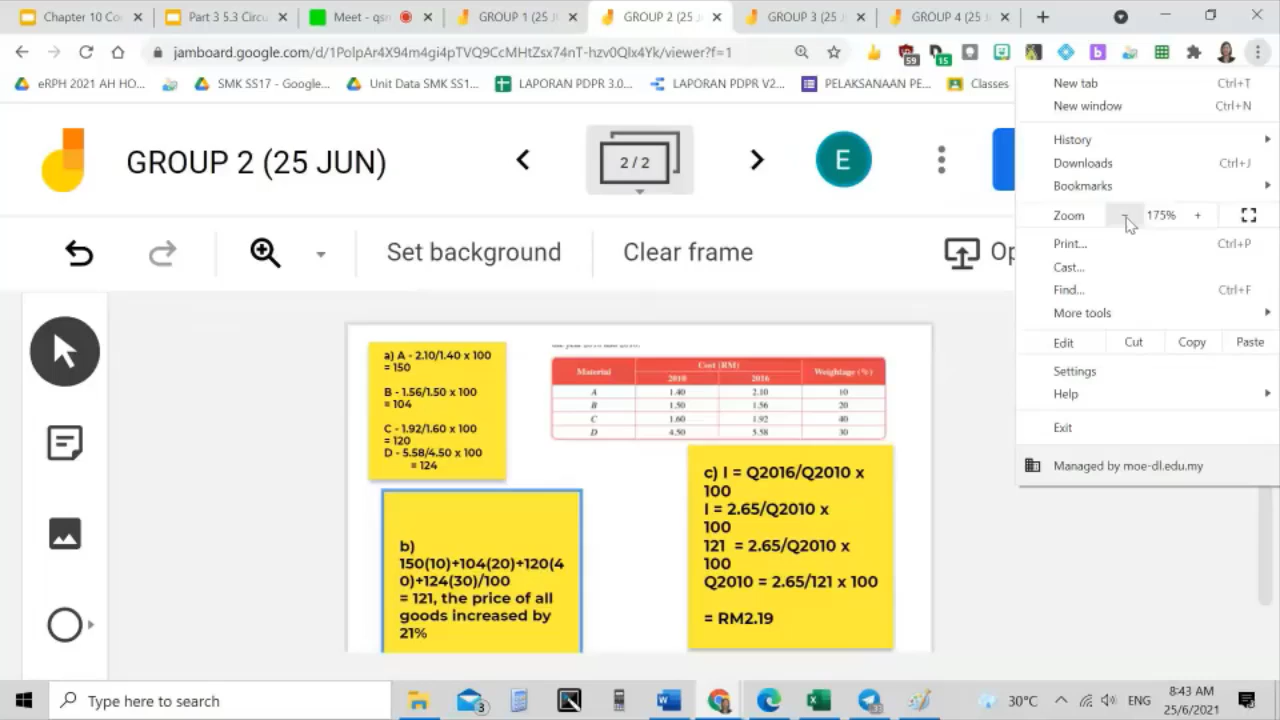 Chapter 10 Co
Part 3 5.3 Circu
Meet - qsn
GROUP 1 (25 J
GROUP 2 (25 J
GROUP 3 (25 JU
GROUP 4 (25 J
jamboard.google.com/d/1PolpAr4X94m4gi4pTVQ9CcMHtZsx74nT-hzv0QIx4Yk/viewer?f=1
59
15
eRPH 2021 AH HO...
SMK SS17 - Google...
Unit Data SMK SS1...
LAPORAN PDPR 3.0...
LAPORAN PDPR V2...
PELAKSANAAN PE...
Classes
GROUP 2 (25 JUN)
2 / 2
E
Set background
Clear frame
Op
New tab Ctrl+T
New window Ctrl+N
History
Downloads Ctrl+J
Bookmarks
Zoom - 175% +
Print... Ctrl+P
Cast...
Find... Ctrl+F
More tools
Edit Cut Copy Paste
Settings
Help
Exit
Managed by moe-dl.edu.my
a) A - 2.10/1.40 x 100
= 150
B - 1.56/1.50 x 100
= 104
C - 1.92/1.60 x 100
= 120
D - 5.58/4.50 x 100
= 124
Material Cost (RM) Weightage (%)
2010 2016
A 1.40 2.10 10
B 1.50 1.56 20
C 1.60 1.92 40
D 4.50 5.58 30
b)
150(10)+104(20)+120(4
0)+124(30)/100
= 121, the price of all
goods increased by
21%
c) I = Q2016/Q2010 x
100
I = 2.65/Q2010 x
100
121 = 2.65/Q2010 x
100
Q2010 = 2.65/121 x 100
= RM2.19
Type here to search
3
30°C
ENG
8:43 AM
25/6/2021